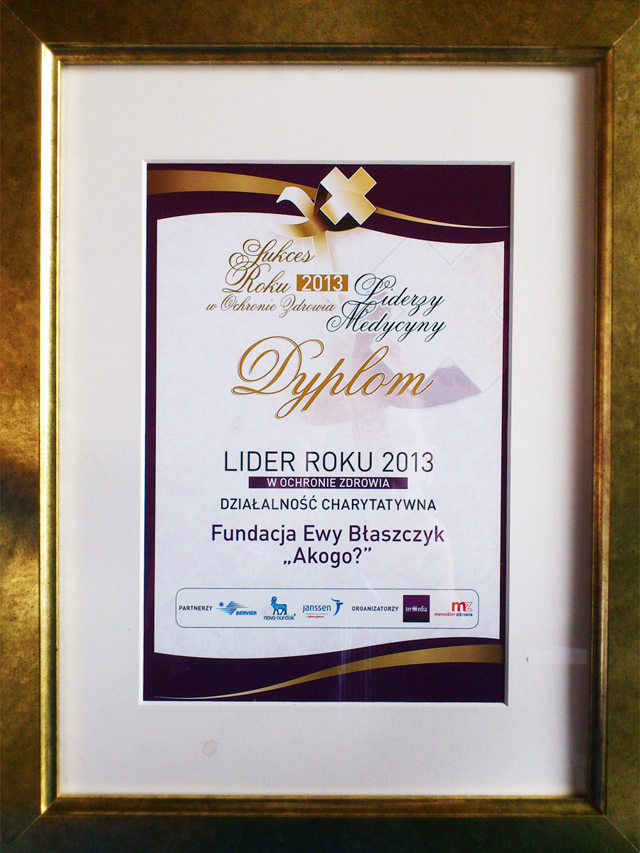 Sukces
Roku 2013
w Ochronie Zdrowia
Liderzy
Medycyny
Dyplom
LIDER ROKU 2013
W OCHRONIE ZDROWIA
DZIAŁALNOŚĆ CHARYTATYWNA
Fundacja Ewy Błaszczyk
„Akogo?”
PARTNERZY SERVIER novo nordisk janssen ORGANIZATORZY termedia mz menedżer zdrowia